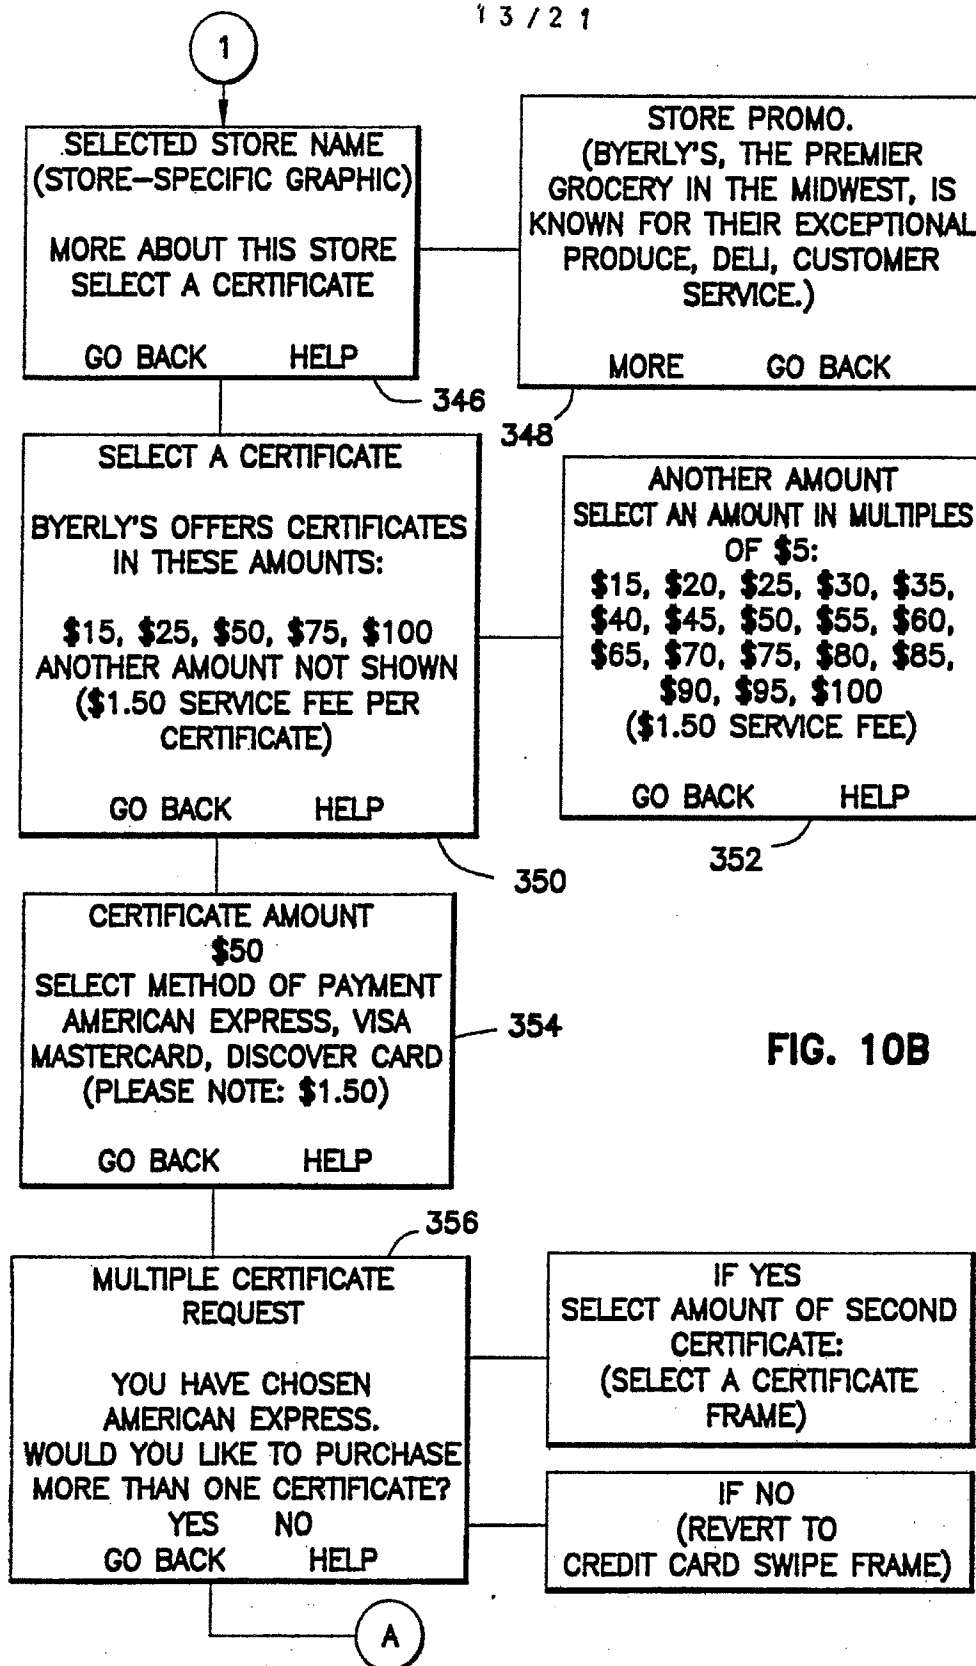 13/21
1
SELECTED STORE NAME
(STORE-SPECIFIC GRAPHIC)
MORE ABOUT THIS STORE
SELECT A CERTIFICATE
GO BACK HELP
346
STORE PROMO.
(BYERLY'S, THE PREMIER
GROCERY IN THE MIDWEST, IS
KNOWN FOR THEIR EXCEPTIONAL
PRODUCE, DELI, CUSTOMER
SERVICE.)
MORE GO BACK
348
SELECT A CERTIFICATE
BYERLY'S OFFERS CERTIFICATES
IN THESE AMOUNTS:
$15, $25, $50, $75, $100
ANOTHER AMOUNT NOT SHOWN
($1.50 SERVICE FEE PER
CERTIFICATE)
GO BACK HELP
350
ANOTHER AMOUNT
SELECT AN AMOUNT IN MULTIPLES
OF $5:
$15, $20, $25, $30, $35,
$40, $45, $50, $55, $60,
$65, $70, $75, $80, $85,
$90, $95, $100
($1.50 SERVICE FEE)
GO BACK HELP
352
CERTIFICATE AMOUNT
$50
SELECT METHOD OF PAYMENT
AMERICAN EXPRESS, VISA
MASTERCARD, DISCOVER CARD
(PLEASE NOTE: $1.50)
GO BACK HELP
354
FIG. 10B
356
MULTIPLE CERTIFICATE
REQUEST
YOU HAVE CHOSEN
AMERICAN EXPRESS.
WOULD YOU LIKE TO PURCHASE
MORE THAN ONE CERTIFICATE?
YES NO
GO BACK HELP
IF YES
SELECT AMOUNT OF SECOND
CERTIFICATE:
(SELECT A CERTIFICATE
FRAME)
IF NO
(REVERT TO
CREDIT CARD SWIPE FRAME)
A